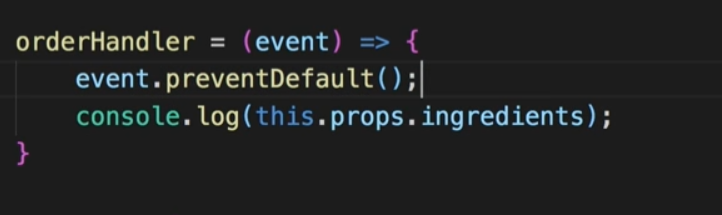 orderHandler = (event) => {
    event.preventDefault();
    console.log(this.props.ingredients);
}